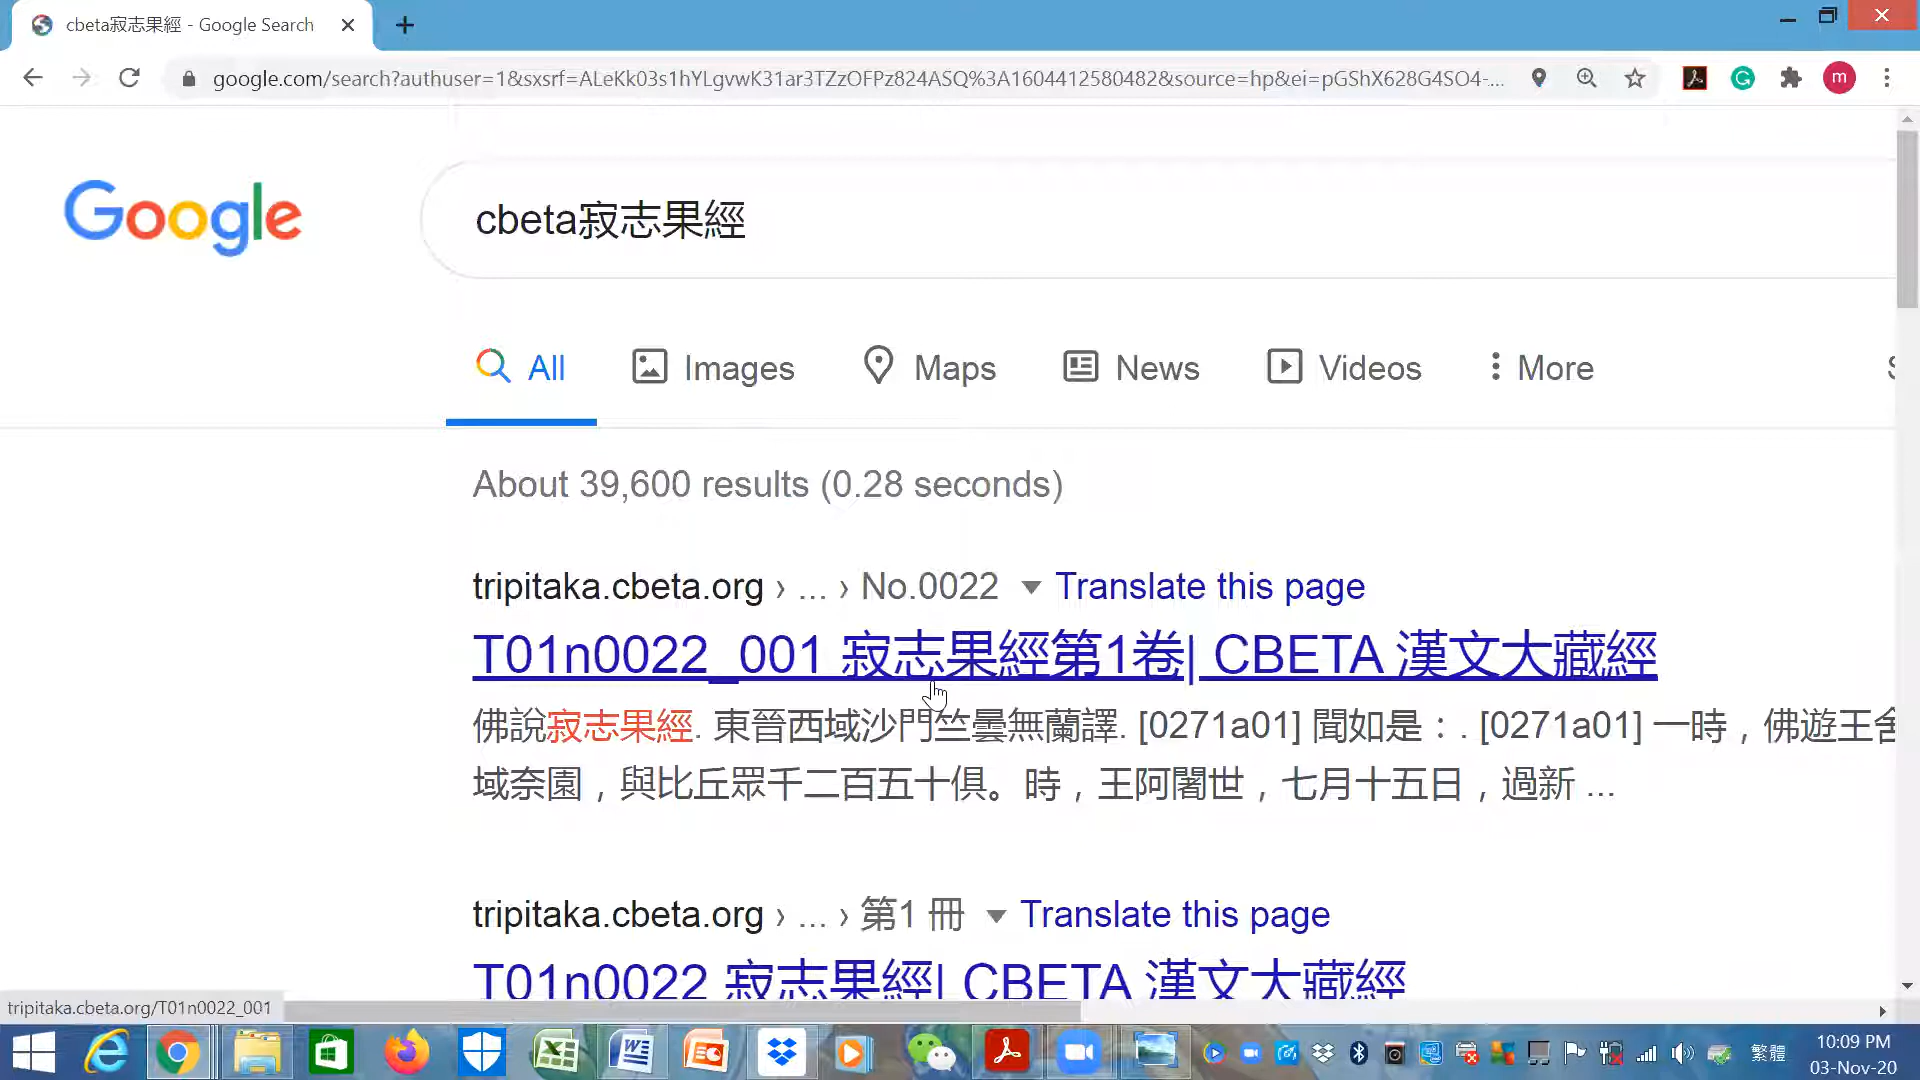 cbeta寂志果經 - Google Search
google.com/search?authuser=1&sxsrf=ALeKk03s1hYLgvwK31ar3TZzOFPz824ASQ%3A1604412580482&source=hp&ei=pGShX628G4SO4-...
m
Google
cbeta寂志果經
All Images Maps News Videos More
About 39,600 results (0.28 seconds)
tripitaka.cbeta.org › ... › No.0022 Translate this page
T01n0022_001 寂志果經第1卷| CBETA 漢文大藏經
佛說寂志果經. 東晉西域沙門竺曇無蘭譯. [0271a01] 聞如是：. [0271a01] 一時，佛遊王舍
域奈園，與比丘眾千二百五十俱。時，王阿闍世，七月十五日，過新 ...
tripitaka.cbeta.org › ... › 第1 冊 Translate this page
T01n0022 寂志果經| CBETA 漢文大藏經
tripitaka.cbeta.org/T01n0022_001
繁體
10:09 PM
03-Nov-20